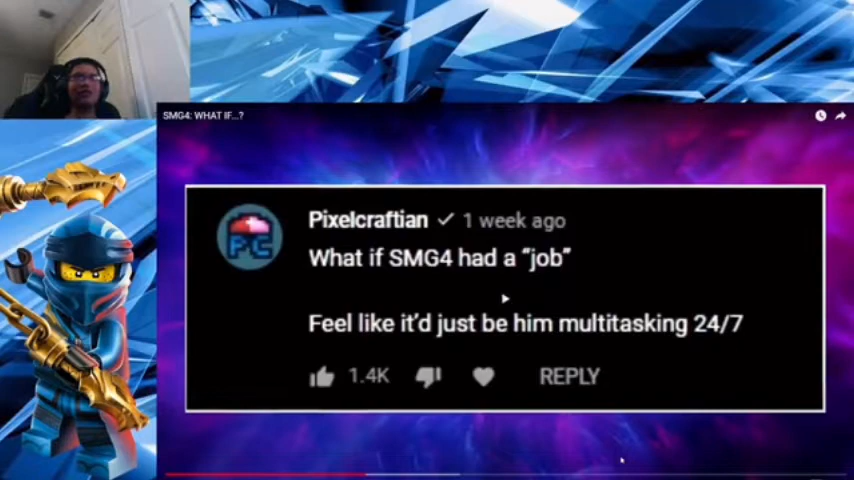 SMG4: WHAT IF...?
Pixelcraftian 1 week ago
PC
What if SMG4 had a “job”
Feel like it'd just be him multitasking 24/7
1.4K REPLY